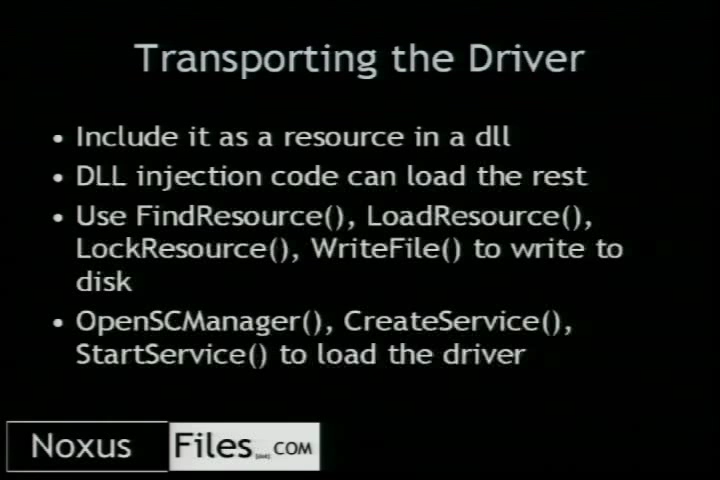 Transporting the Driver
• Include it as a resource in a dll
• DLL injection code can load the rest
• Use FindResource(), LoadResource(),
LockResource(), WriteFile() to write to
disk
• OpenSCManager(), CreateService(),
StartService() to load the driver
Noxus Files [dot] COM